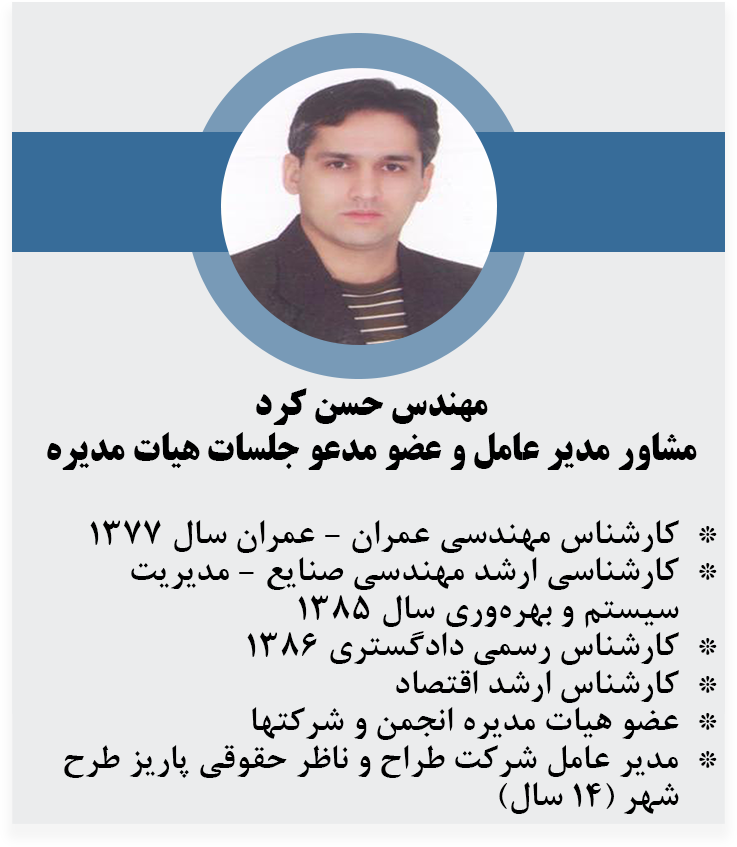 مهندس حسن کرد
مشاور مدیر عامل و عضو مدعو جلسات هیات مدیره
❊ کارشناس مهندسی عمران - عمران سال ۱۳۷۷
❊ کارشناسی ارشد مهندسی صنایع - مدیریت
سیستم و بهره‌وری سال ۱۳۸۵
❊ کارشناس رسمی دادگستری ۱۳۸۶
❊ کارشناس ارشد اقتصاد
❊ عضو هیات مدیره انجمن و شرکتها
❊ مدیر عامل شرکت طراح و ناظر حقوقی پاریز طرح
شهر (۱۴ سال)